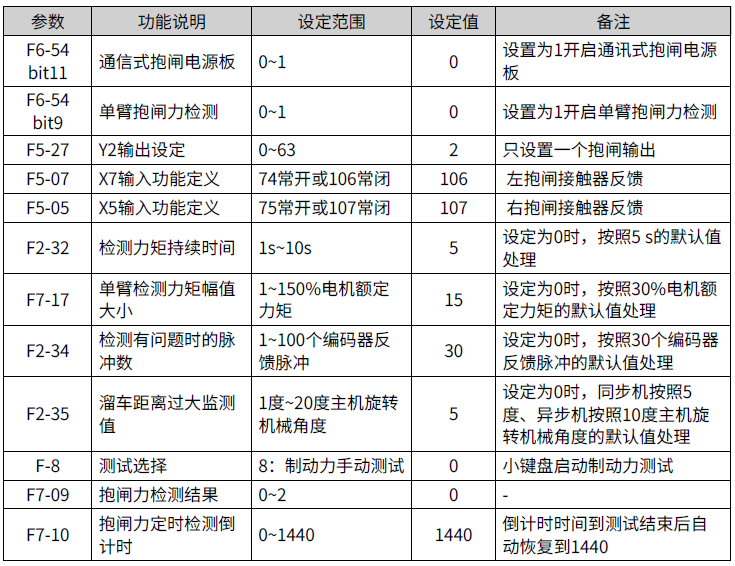 参数 功能说明 设定范围 设定值 备注
F6-54 bit11 通信式抱闸电源板 0~1 0 设置为1开启通讯式抱闸电源板
F6-54 bit9 单臂抱闸力检测 0~1 0 设置为1开启单臂抱闸力检测
F5-27 Y2输出设定 0~63 2 只设置一个抱闸输出
F5-07 X7输入功能定义 74常开或106常闭 106 左抱闸接触器反馈
F5-05 X5输入功能定义 75常开或107常闭 107 右抱闸接触器反馈
F2-32 检测力矩持续时间 1s~10s 5 设定为0时，按照5 s的默认值处理
F7-17 单臂检测力矩幅值大小 1~150%电机额定力矩 15 设定为0时，按照30%电机额定力矩的默认值处理
F2-34 检测有问题时的脉冲数 1~100个编码器反馈脉冲 30 设定为0时，按照30个编码器反馈脉冲的默认值处理
F2-35 溜车距离过大监测值 1度~20度主机旋转机械角度 5 设定为0时，同步机按照5度、异步机按照10度主机旋转机械角度的默认值处理
F-8 测试选择 8：制动力手动测试 0 小键盘启动制动力测试
F7-09 抱闸力检测结果 0~2 0 -
F7-10 抱闸力定时检测倒计时 0~1440 1440 倒计时时间到测试结束后自动恢复到1440